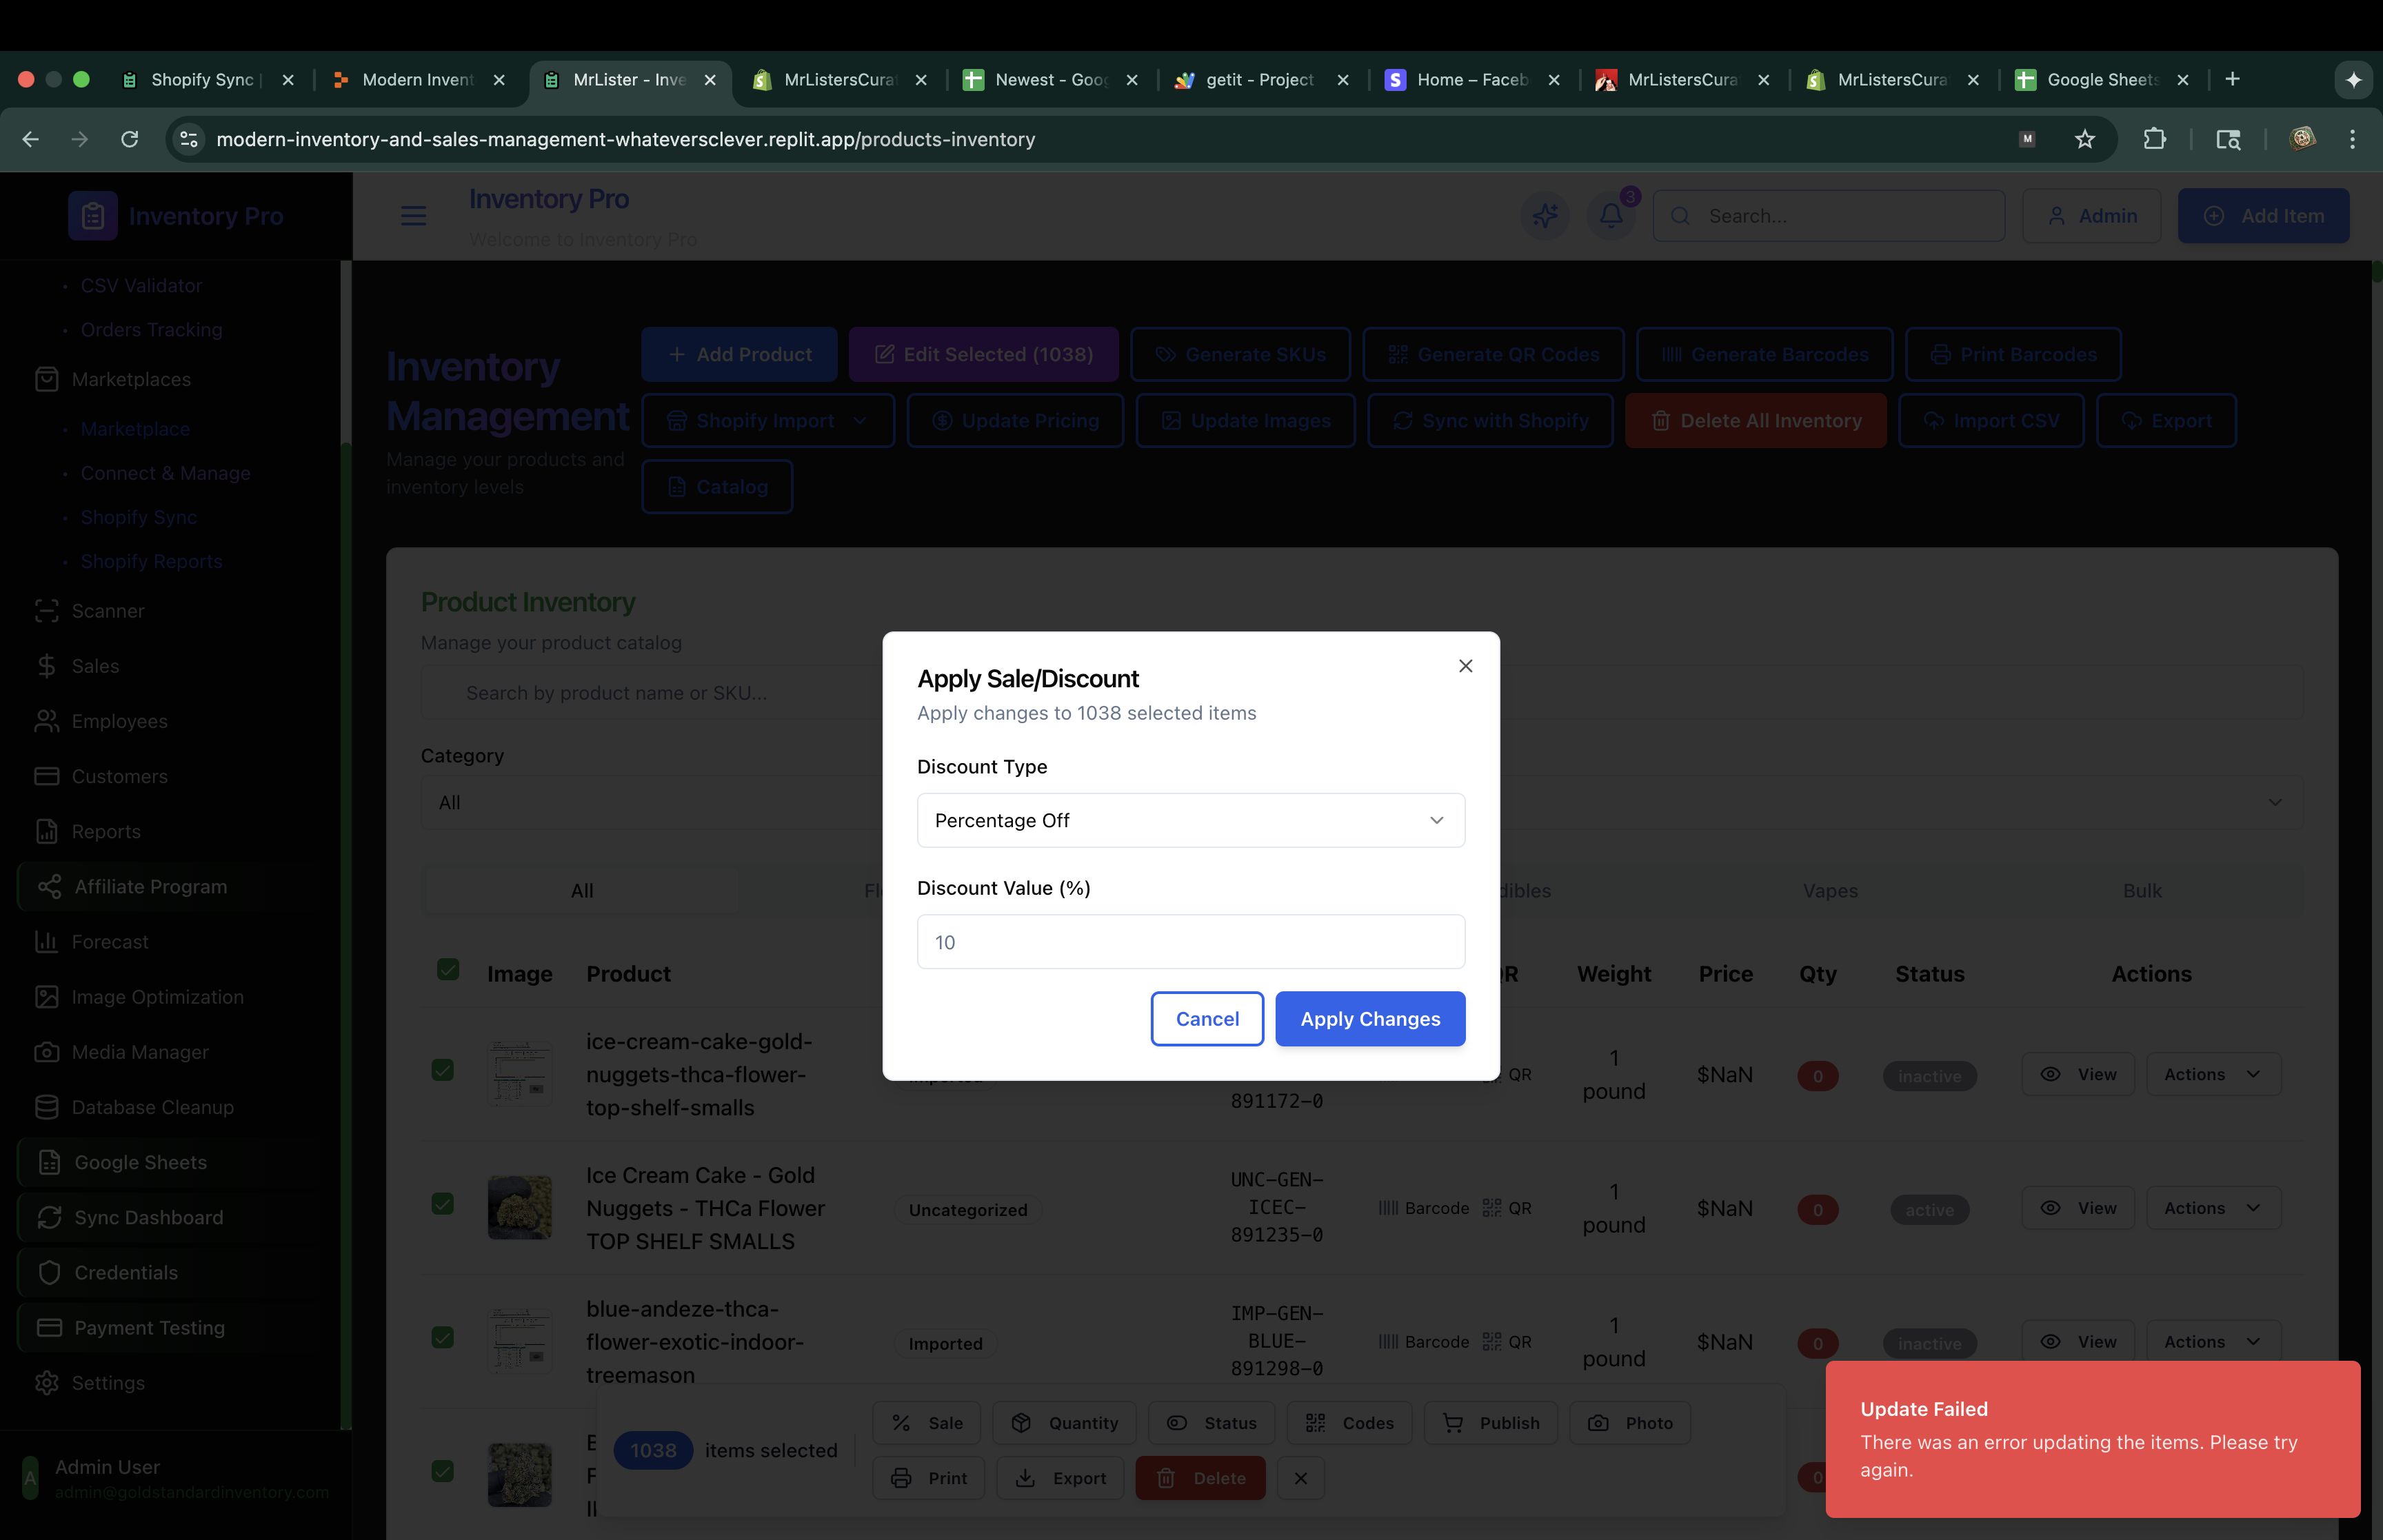 Shopify Sync |
Modern Invent
MrLister - Inve
MrListersCurat
Newest - Goog
getit - Project
Home – Faceb
MrListersCurat
MrListersCurat
Google Sheets
modern-inventory-and-sales-management-whateversclever.replit.app/products-inventory
M
Inventory Pro
Inventory Pro
Welcome to Inventory Pro
3
Search...
Admin
Add Item
CSV Validator
Orders Tracking
Marketplaces
Marketplace
Connect & Manage
Shopify Sync
Shopify Reports
Scanner
Sales
Employees
Customers
Reports
Affiliate Program
Forecast
Image Optimization
Media Manager
Database Cleanup
Google Sheets
Sync Dashboard
Credentials
Payment Testing
Settings
A
Admin User
admin@goldstandardinventory.com
Inventory
Management
Manage your products and
inventory levels
Add Product
Edit Selected (1038)
Generate SKUs
Generate QR Codes
Generate Barcodes
Print Barcodes
Shopify Import
Update Pricing
Update Images
Sync with Shopify
Delete All Inventory
Import CSV
Export
Catalog
Product Inventory
Manage your product catalog
Search by product name or SKU...
Category
All
All
Fl
dibles
Vapes
Bulk
Image
Product
R
Weight
Price
Qty
Status
Actions
ice-cream-cake-gold-
nuggets-thca-flower-
top-shelf-smalls
891172-0
QR
1
pound
$NaN
0
inactive
View
Actions
Ice Cream Cake - Gold
Nuggets - THCa Flower
TOP SHELF SMALLS
Uncategorized
UNC-GEN-
ICEC-
891235-0
Barcode
QR
1
pound
$NaN
0
active
View
Actions
blue-andeze-thca-
flower-exotic-indoor-
treemason
Imported
IMP-GEN-
BLUE-
891298-0
Barcode
QR
1
pound
$NaN
0
inactive
View
Actions
Apply Sale/Discount
Apply changes to 1038 selected items
Discount Type
Percentage Off
Discount Value (%)
10
Cancel
Apply Changes
1038
items selected
Sale
Quantity
Status
Codes
Publish
Photo
Print
Export
Delete
0
Update Failed
There was an error updating the items. Please try
again.